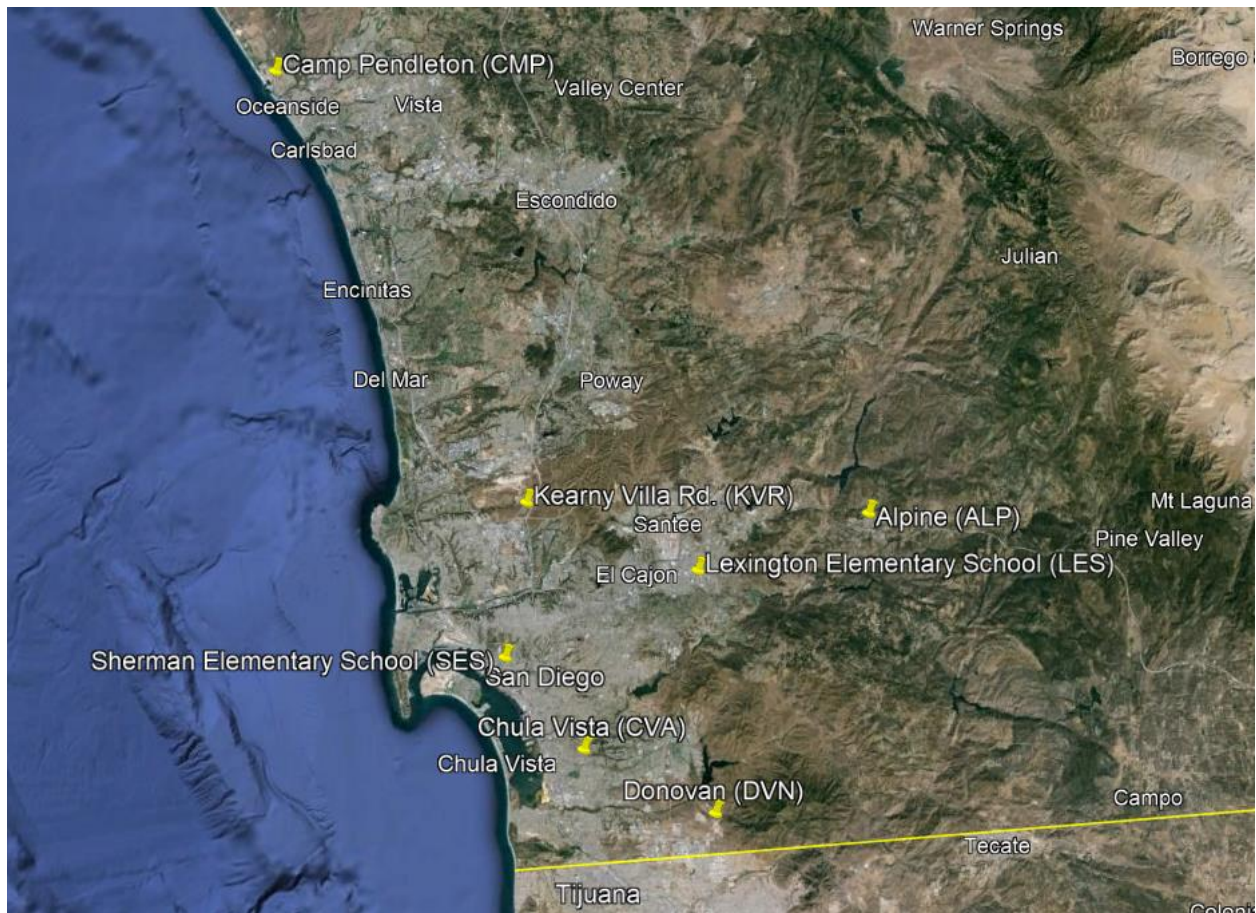 Warner Springs
Borrego
Camp Pendleton (CMP)
Valley Center
Oceanside
Vista
Carlsbad
Escondido
Julian
Encinitas
Del Mar
Poway
Kearny Villa Rd. (KVR)
Mt Laguna
Alpine (ALP)
Santee
Pine Valley
Lexington Elementary School (LES)
El Cajon
Sherman Elementary School (SES)
San Diego
Chula Vista (CVA)
Chula Vista
Donovan (DVN)
Campo
Tecate
Tijuana